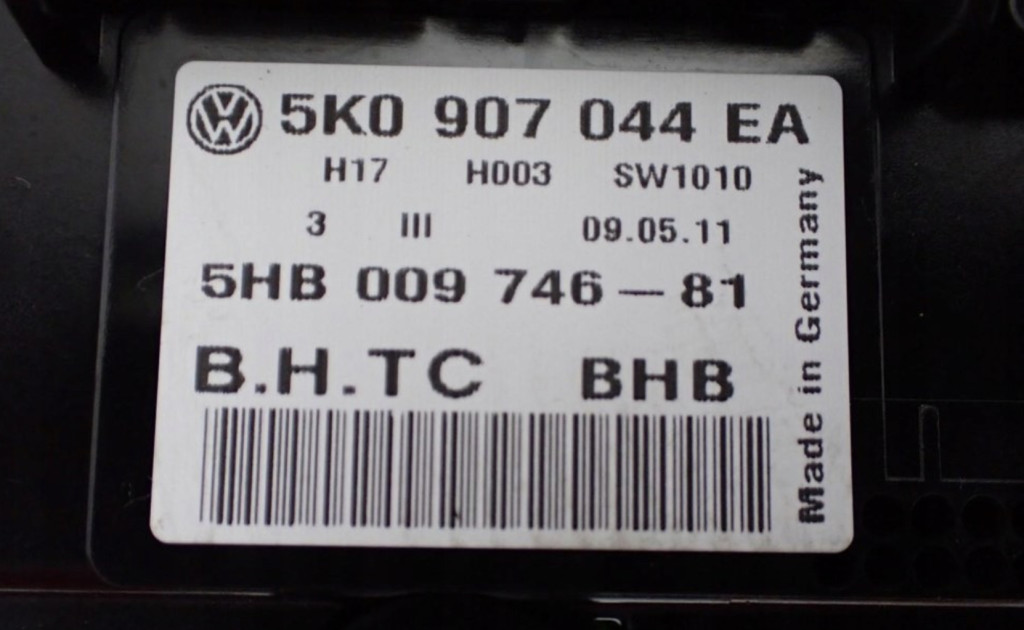 5K0 907 044 EA
H17 H003 SW1010
3 III 09.05.11
5HB 009 746-81
B.H.TC BHB
Made in Germany